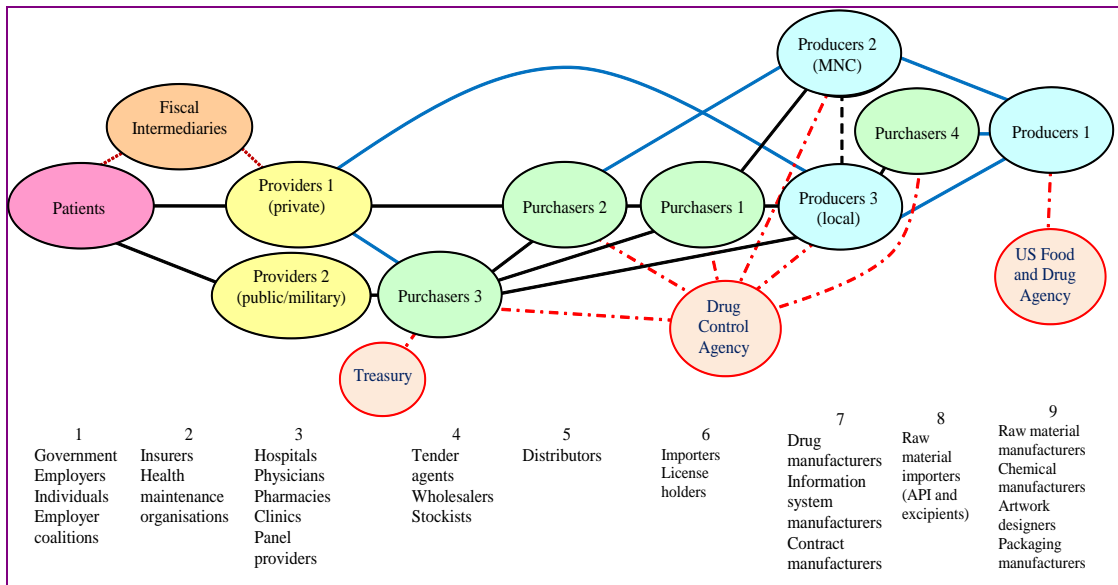 Producers 2
(MNC)
Fiscal
Intermediaries
Purchasers 4
Producers 1
Patients
Providers 1
(private)
Purchasers 2
Purchasers 1
Producers 3
(local)
Providers 2
(public/military)
Purchasers 3
Drug
Control
Agency
US Food
and Drug
Agency
Treasury
1
Government
Employers
Individuals
Employer
coalitions
2
Insurers
Health
maintenance
organisations
3
Hospitals
Physicians
Pharmacies
Clinics
Panel
providers
4
Tender
agents
Wholesalers
Stockists
5
Distributors
6
Importers
License
holders
7
Drug
manufacturers
Information
system
manufacturers
Contract
manufacturers
8
Raw
material
importers
(API and
excipients)
9
Raw material
manufacturers
Chemical
manufacturers
Artwork
designers
Packaging
manufacturers